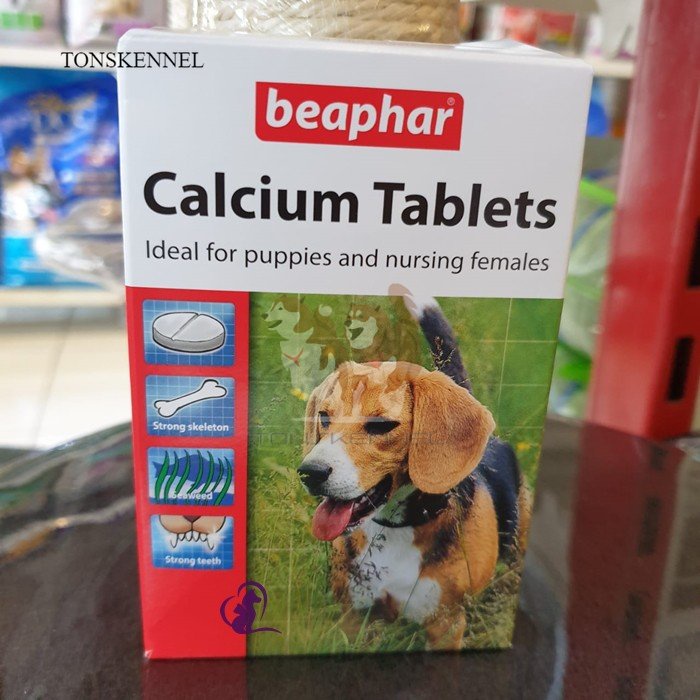 TONSKENNEL
beaphar®
Calcium Tablets
Ideal for puppies and nursing females
Strong skeleton
Seaweed
Strong teeth